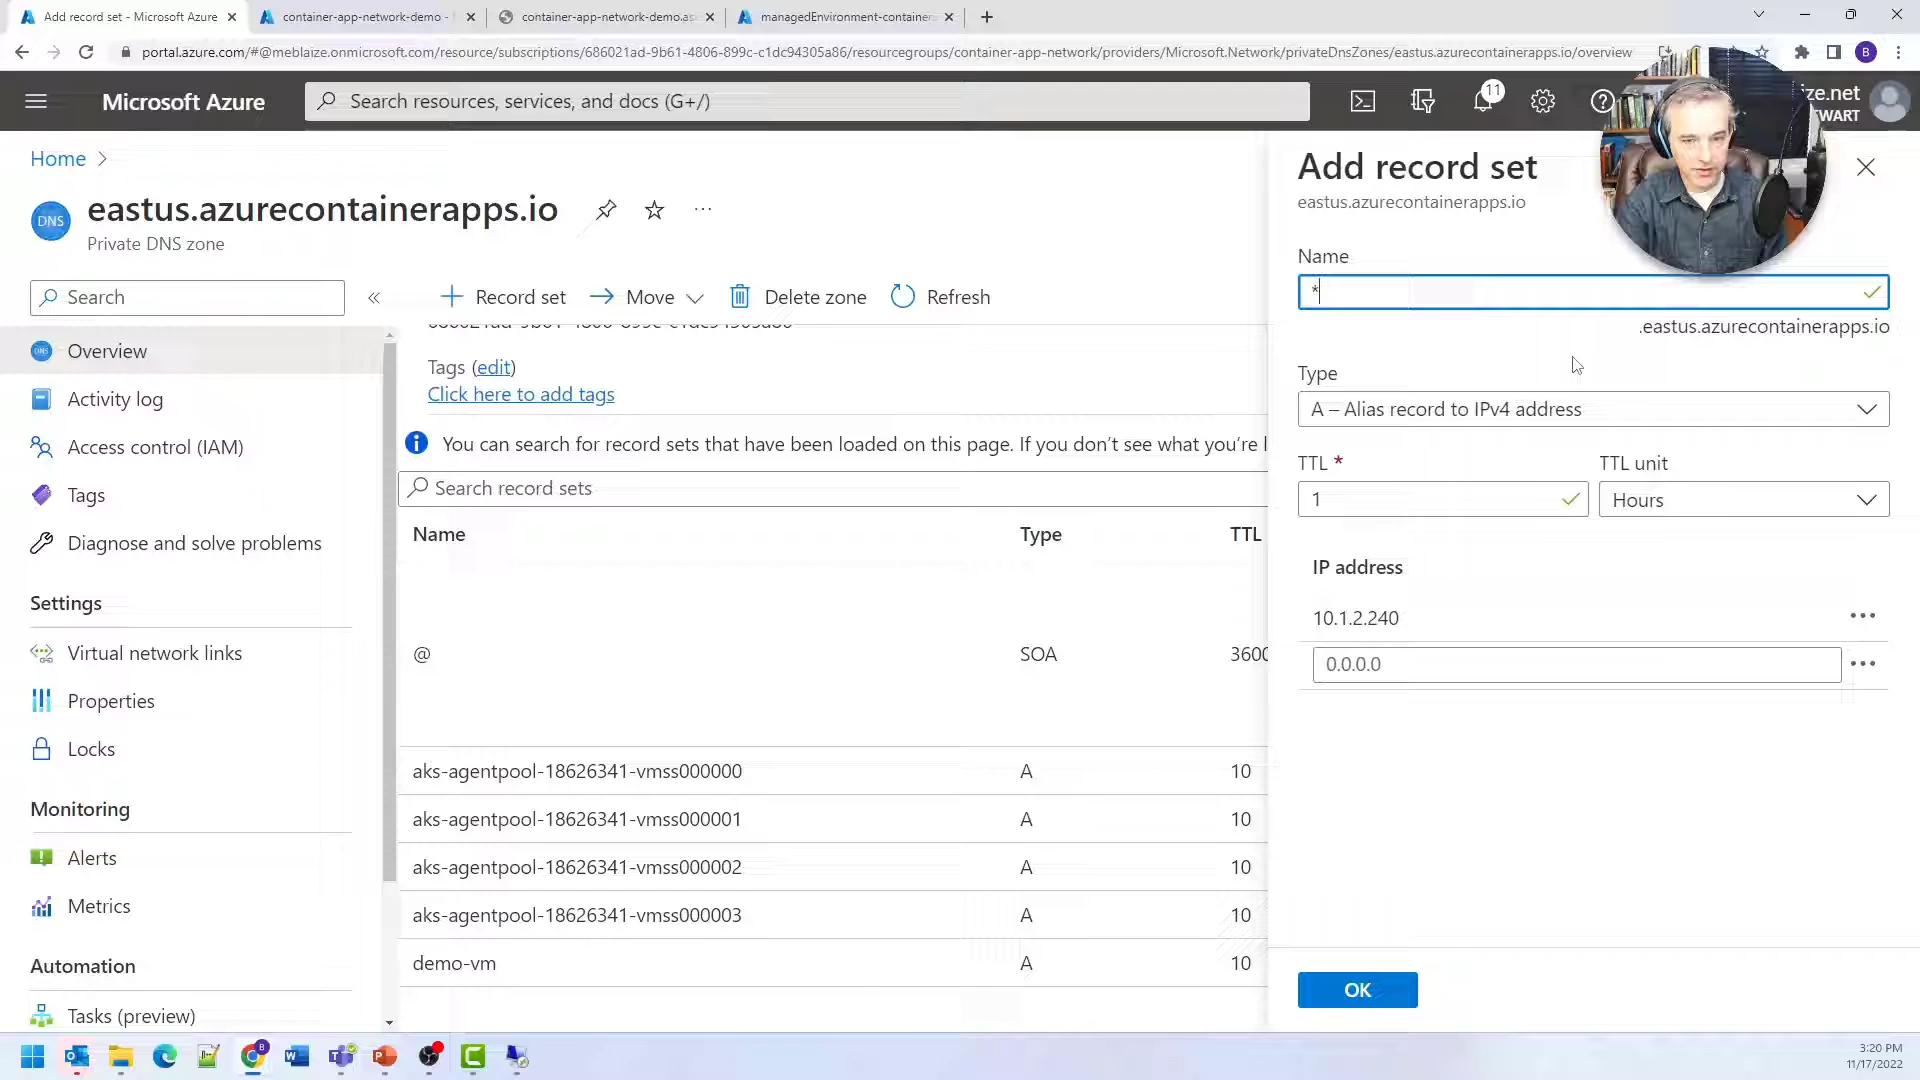 Add record set - Microsoft Azure
container-app-network-demo -
container-app-network-demo.as
managedEnvironment-container
portal.azure.com/#@meblaize.onmicrosoft.com/resource/subscriptions/686021ad-9b61-4806-899c-c1dc94305a86/resourcegroups/container-app-network/providers/Microsoft.Network/privateDnsZones/eastus.azurecontainerapps.io/overview
B
Microsoft Azure
Search resources, services, and docs (G+/)
11
ize.net
WART
Home
DNS
eastus.azurecontainerapps.io
Private DNS zone
Search
Record set
Move
Delete zone
Refresh
Overview
Activity log
Access control (IAM)
Tags
Diagnose and solve problems
Settings
Virtual network links
Properties
Locks
Monitoring
Alerts
Metrics
Automation
Tasks (preview)
Tags (edit)
Click here to add tags
You can search for record sets that have been loaded on this page. If you don't see what you're l
Search record sets
Name Type TTL
@ SOA 3600
aks-agentpool-18626341-vmss000000 A 10
aks-agentpool-18626341-vmss000001 A 10
aks-agentpool-18626341-vmss000002 A 10
aks-agentpool-18626341-vmss000003 A 10
demo-vm A 10
Add record set
eastus.azurecontainerapps.io
Name
*
.eastus.azurecontainerapps.io
Type
A – Alias record to IPv4 address
TTL *
TTL unit
1
Hours
IP address
10.1.2.240
0.0.0.0
OK
3:20 PM
11/17/2022